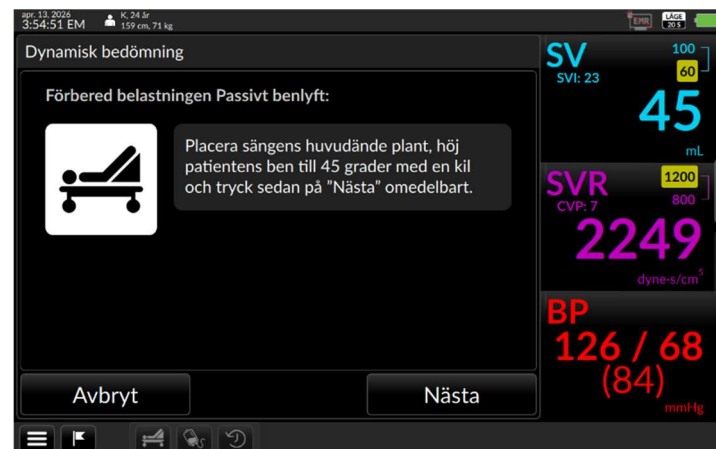 apr. 13. 2026
3:54:51 EM
K, 24 år
159 cm, 71 kg
EMR
LÄGE
20 S
Dynamisk bedömning
Förbered belastningen Passivt benlyft:
Placera sängens huvudände plant, höj
patientens ben till 45 grader med en kil
och tryck sedan på ”Nästa” omedelbart.
Avbryt
Nästa
SV
SVI: 23
100
60
45
mL
SVR
CVP: 7
1200
800
2249
dyne-s/cm⁵
BP
126 / 68
(84)
mmHg